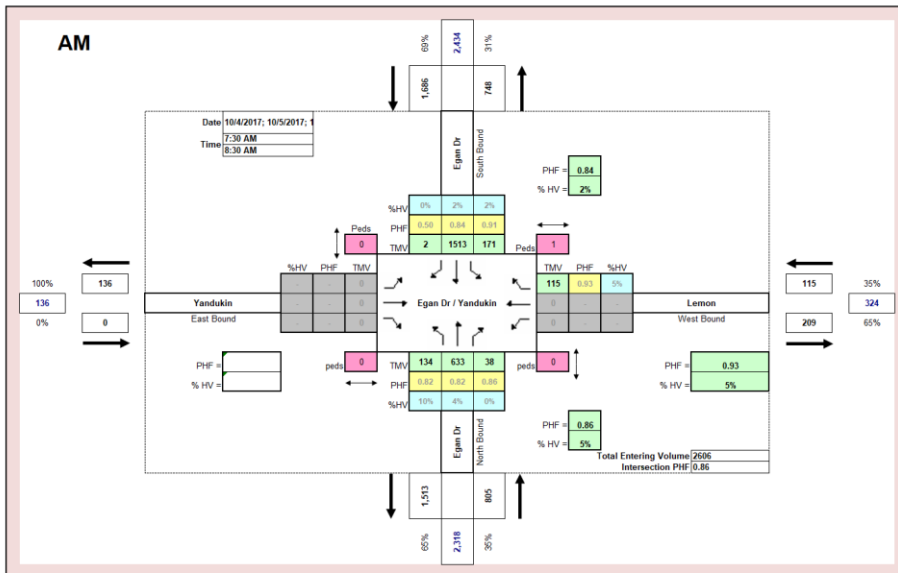 AM
69% 2,434 31%
1,686 748
Date 10/4/2017; 10/5/2017; 1
Time 7:30 AM
8:30 AM
Egan Dr
South Bound
PHF = 0.84
% HV = 2%
%HV 0% 2% 2%
PHF 0.50 0.84 0.91
TMV 2 1513 171
Peds 0
Peds 1
%HV PHF TMV
TMV PHF %HV
100% 136
136
0% 0
Yandukin
East Bound
- - 0
- - 0
- - 0
Egan Dr / Yandukin
115 0.93 5%
0 - -
0 - -
Lemon
West Bound
115 35%
324
209 65%
PHF =
% HV =
peds 0
peds 0
TMV 134 633 38
PHF 0.82 0.82 0.86
%HV 10% 4% 0%
PHF = 0.93
% HV = 5%
Egan Dr
North Bound
PHF = 0.86
% HV = 5%
Total Entering Volume 2606
Intersection PHF 0.86
1,513 805
65% 2,318 35%